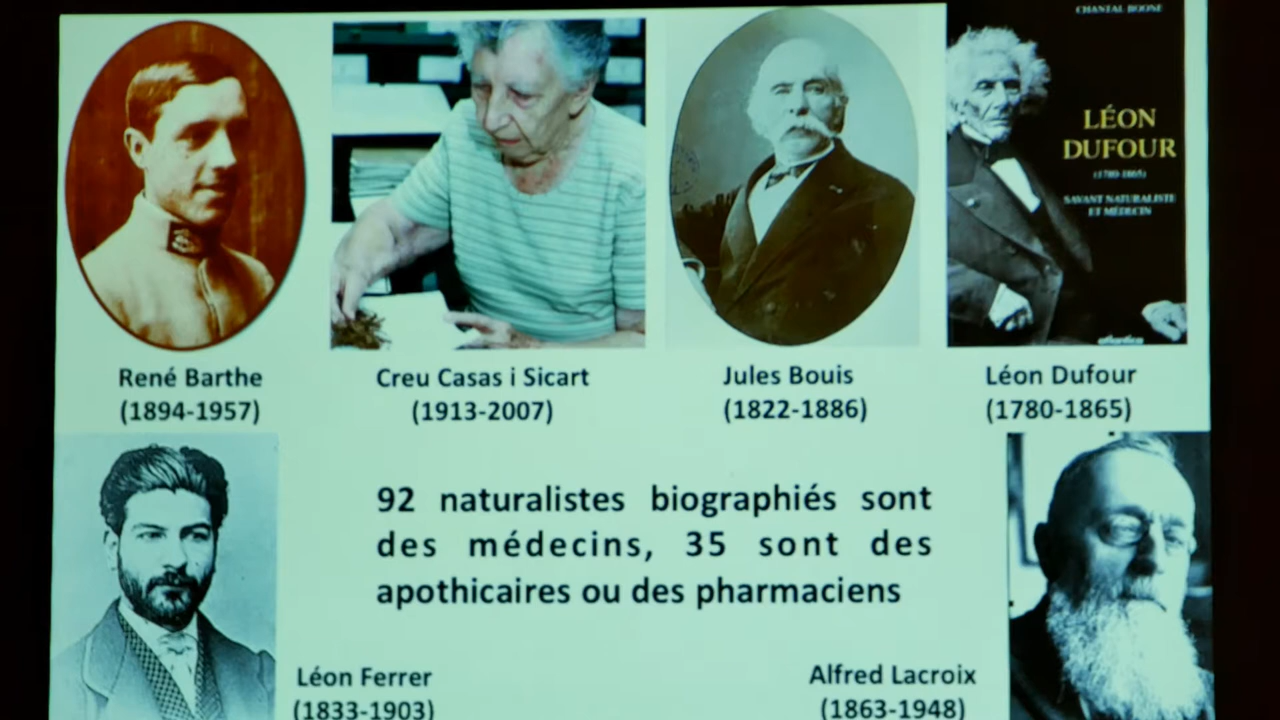 CHANTAL BOONE
LÉON
DUFOUR
(1780-1865)
SAVANT NATURALISTE
ET MÉDECIN
atlantica
René Barthe
(1894-1957)
Creu Casas i Sicart
(1913-2007)
Jules Bouis
(1822-1886)
Léon Dufour
(1780-1865)
92 naturalistes biographiés sont
des médecins, 35 sont des
apothicaires ou des pharmaciens
Léon Ferrer
(1833-1903)
Alfred Lacroix
(1863-1948)